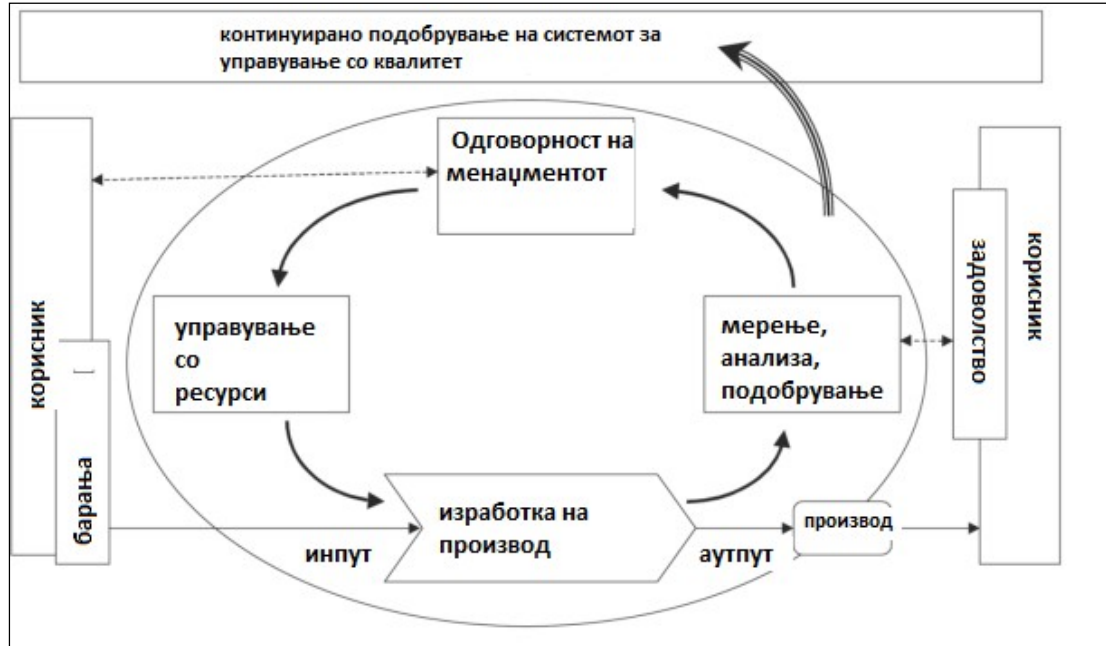 континуирано подобрување на системот за
управување со квалитет
Одговорност на
менаџментот
корисник
барања
управување
со
ресурси
мерење,
анализа,
подобрување
задоволство
корисник
изработка на
производ
инпут
аутпут
производ